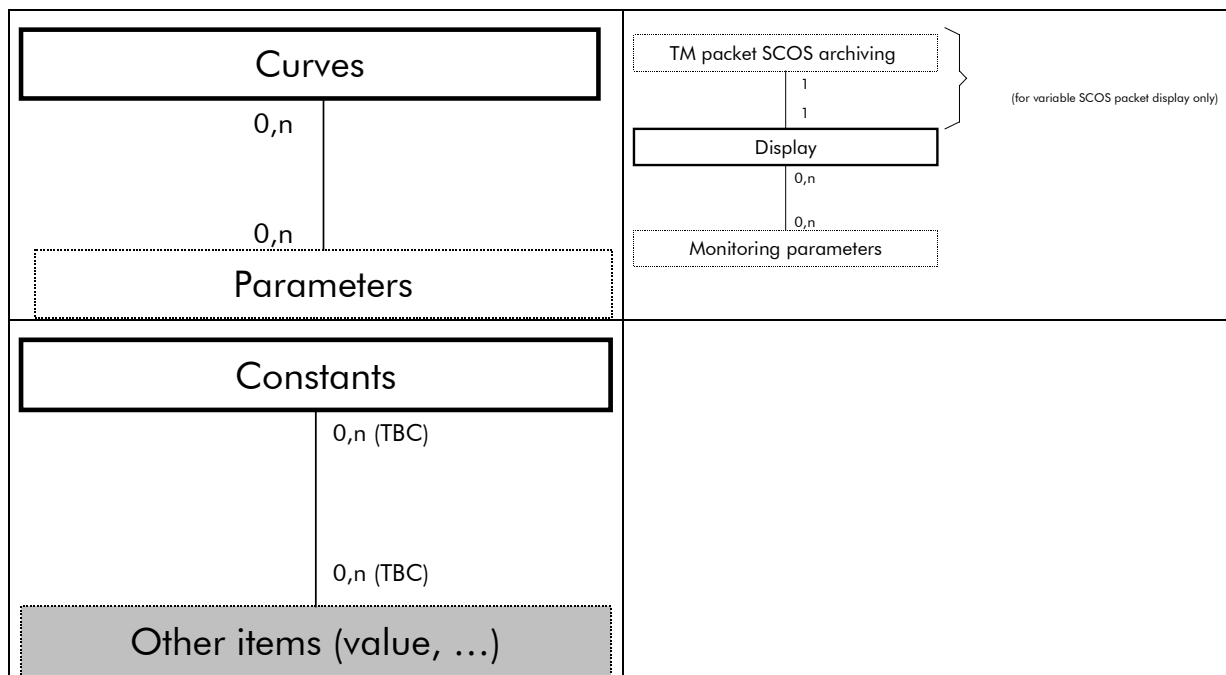 Curves
0,n
0,n
Parameters
TM packet SCOS archiving
1
1
(for variable SCOS packet display only)
Display
0,n
0,n
Monitoring parameters
Constants
0,n (TBC)
0,n (TBC)
Other items (value, …)